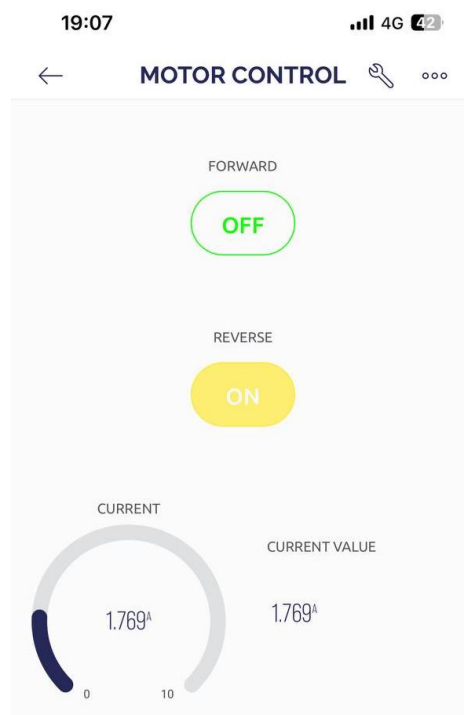 19:07 4G 42
MOTOR CONTROL
FORWARD
OFF
REVERSE
ON
CURRENT
CURRENT VALUE
1.769A
1.769A
0 10